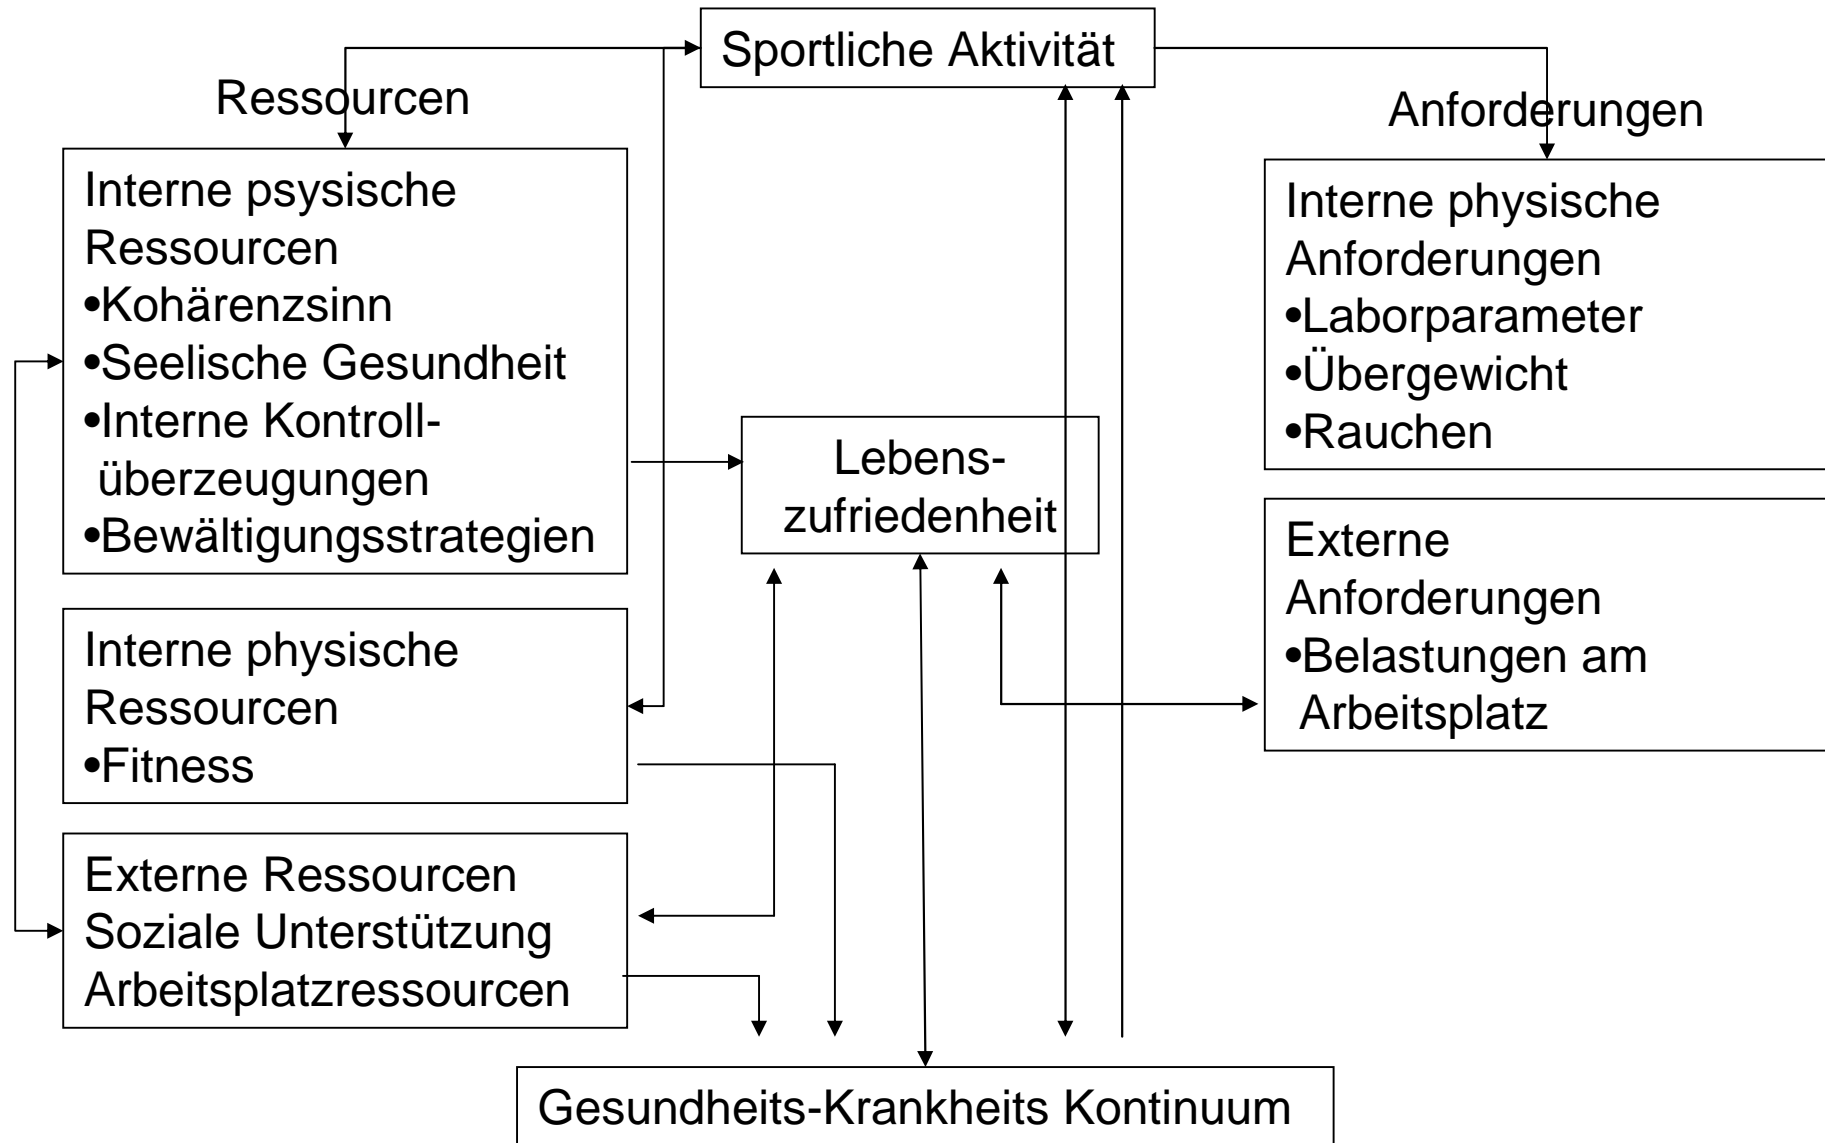 Sportliche Aktivität
Ressourcen
Anforderungen
Interne psysische
Ressourcen
•Kohärenzsinn
•Seelische Gesundheit
•Interne Kontroll-
überzeugungen
•Bewältigungsstrategien
Interne physische
Anforderungen
•Laborparameter
•Übergewicht
•Rauchen
Lebens-
zufriedenheit
Externe
Anforderungen
•Belastungen am
Arbeitsplatz
Interne physische
Ressourcen
•Fitness
Externe Ressourcen
Soziale Unterstützung
Arbeitsplatzressourcen
Gesundheits-Krankheits Kontinuum